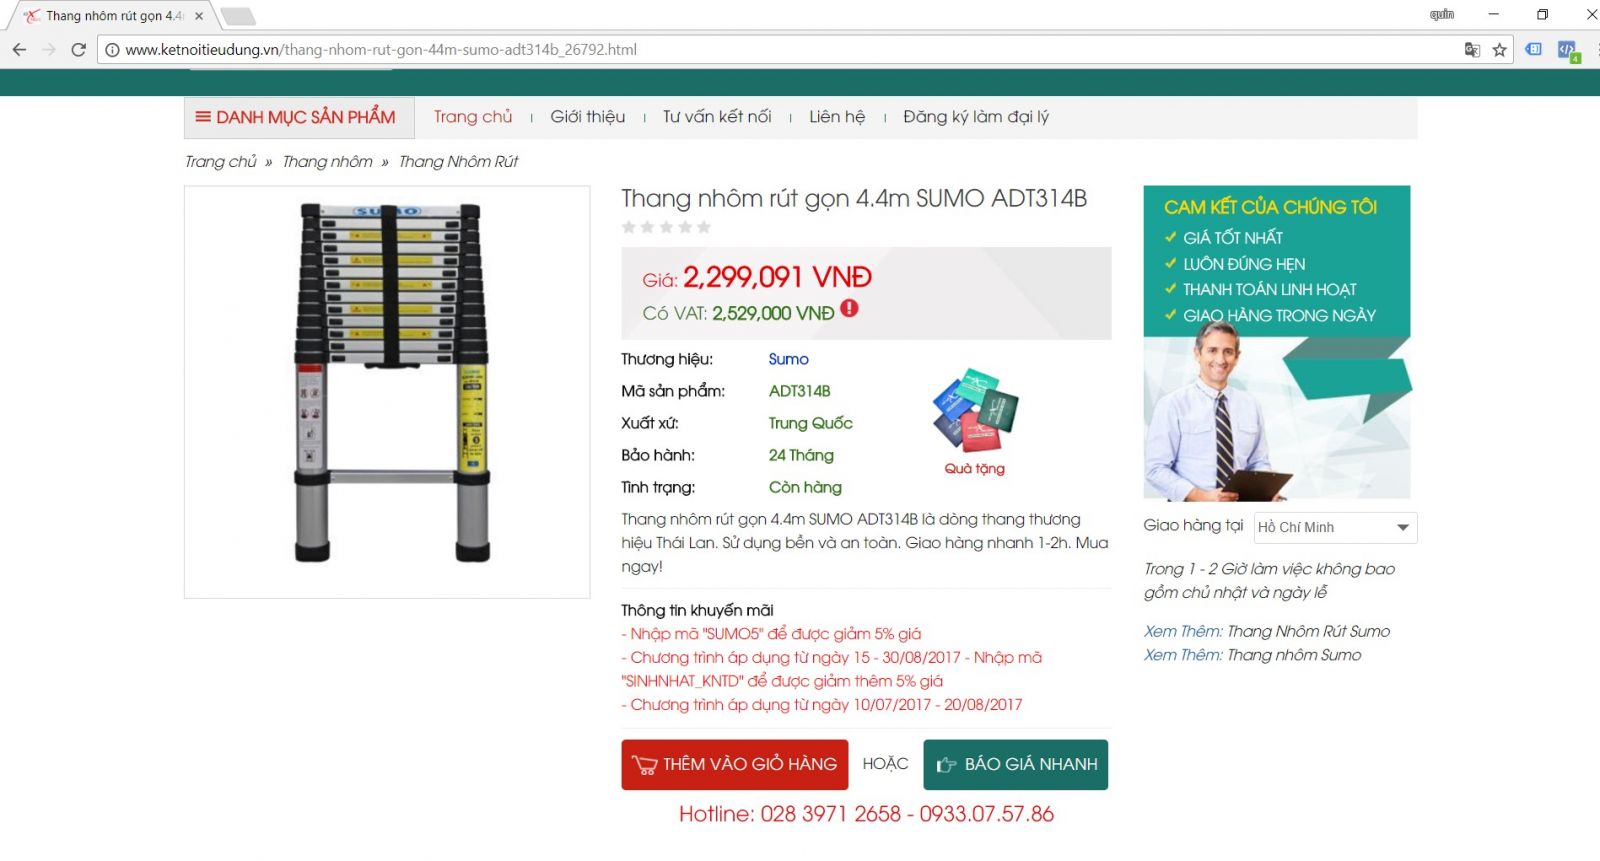 Thang nhôm rút gọn 4.4
quin
www.ketnoitieudung.vn/thang-nhom-rut-gon-44m-sumo-adt314b_26792.html
4
DANH MỤC SẢN PHẨM
Trang chủ
Giới thiệu
Tư vấn kết nối
Liên hệ
Đăng ký làm đại lý
Trang chủ » Thang nhôm » Thang Nhôm Rút
SUMO
Thang nhôm rút gọn 4.4m SUMO ADT314B
Giá: 2,299,091 VNĐ
Có VAT: 2,529,000 VNĐ
Thương hiệu: Sumo
Mã sản phẩm: ADT314B
Xuất xứ: Trung Quốc
Bảo hành: 24 Tháng
Tình trạng: Còn hàng
Quà tặng
Thang nhôm rút gọn 4.4m SUMO ADT314B là dòng thang thương
hiệu Thái Lan. Sử dụng bền và an toàn. Giao hàng nhanh 1-2h. Mua
ngay!
Thông tin khuyến mãi
- Nhập mã "SUMO5" để được giảm 5% giá
- Chương trình áp dụng từ ngày 15 - 30/08/2017 - Nhập mã
"SINHNHAT_KNTD" để được giảm thêm 5% giá
- Chương trình áp dụng từ ngày 10/07/2017 - 20/08/2017
THÊM VÀO GIỎ HÀNG
HOẶC
BÁO GIÁ NHANH
Hotline: 028 3971 2658 - 0933.07.57.86
CAM KẾT CỦA CHÚNG TÔI
GIÁ TỐT NHẤT
LUÔN ĐÚNG HẸN
THANH TOÁN LINH HOẠT
GIAO HÀNG TRONG NGÀY
Giao hàng tại
Hồ Chí Minh
Trong 1 - 2 Giờ làm việc không bao
gồm chủ nhật và ngày lễ
Xem Thêm: Thang Nhôm Rút Sumo
Xem Thêm: Thang nhôm Sumo